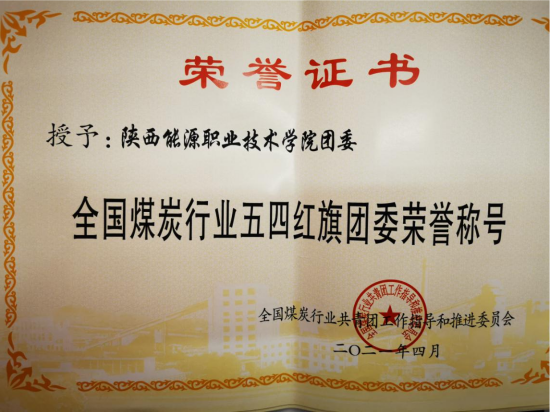 荣誉证书
授予：陕西能源职业技术学院团委
全国煤炭行业五四红旗团委荣誉称号
全国煤炭行业共青团工作指导和推进委员会
二〇二一年四月